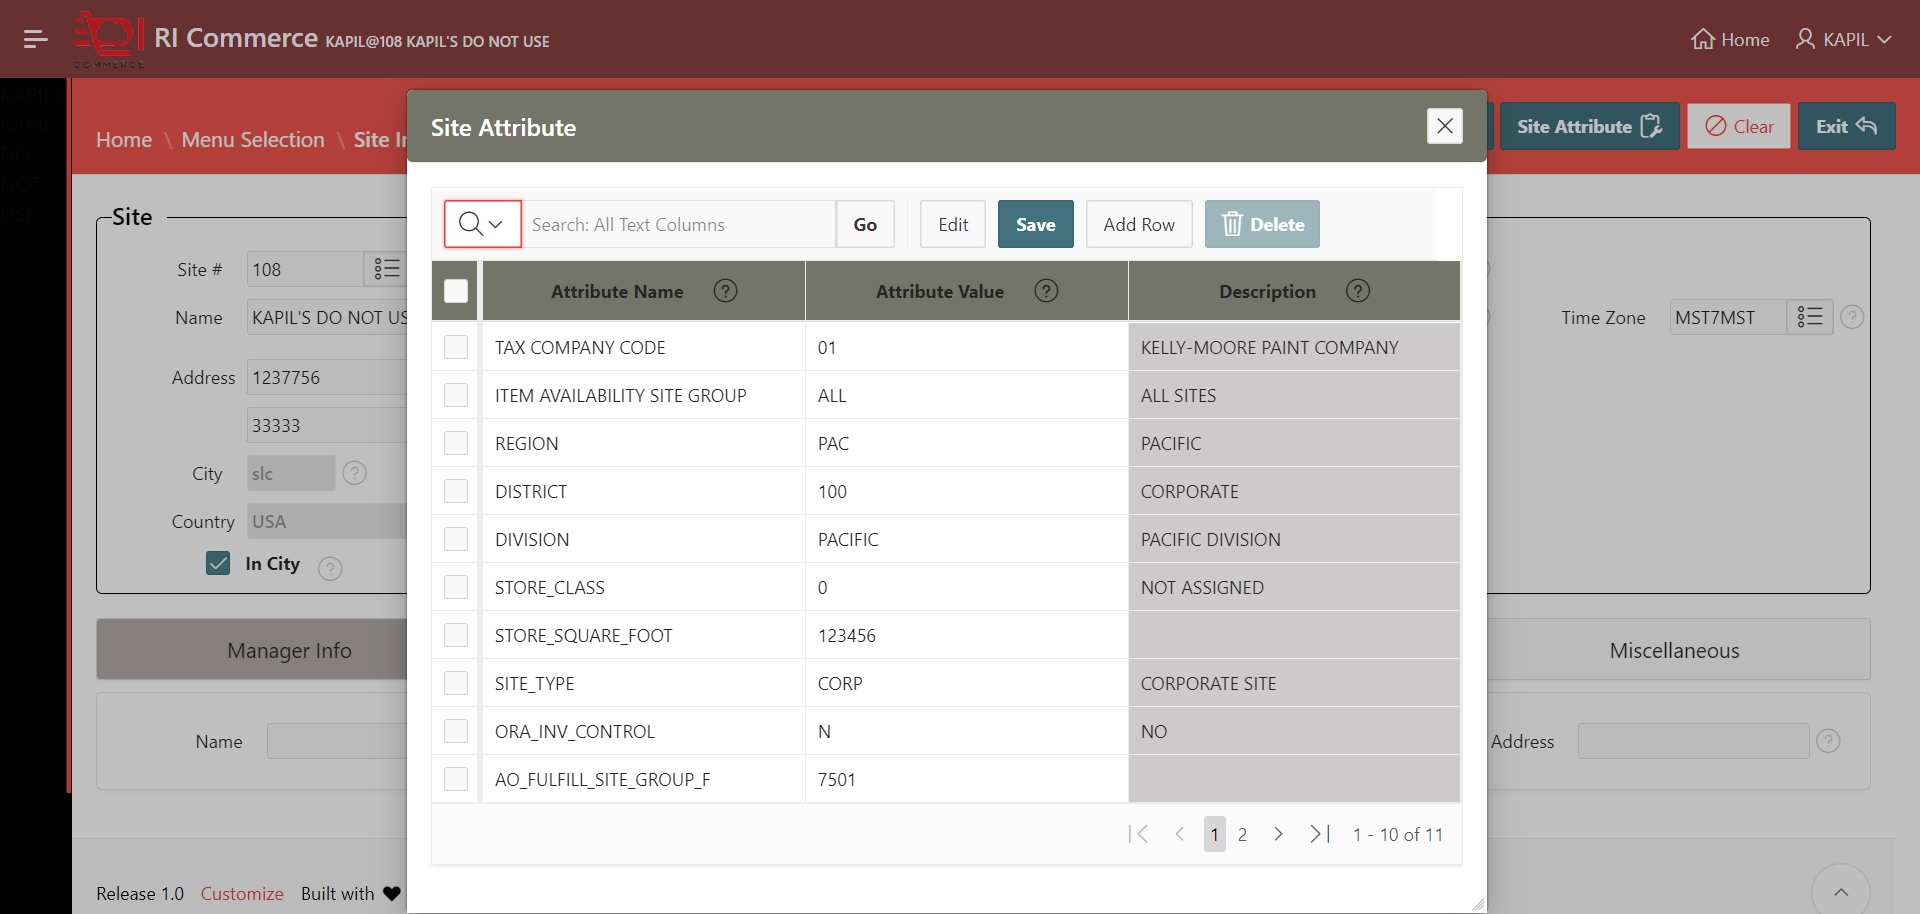 RI Commerce KAPIL@108 KAPIL'S DO NOT USE
COMMERCE
Home
KAPIL
KAPIL@
KAPIL'S
DO
NOT
USE
Home \ Menu Selection \ Site In
Site Attribute
Clear
Exit
Site Attribute
Search: All Text Columns
Go
Edit
Save
Add Row
Delete
Site
Site # 108
Name KAPIL'S DO NOT US
Address 1237756
33333
City slc
Country USA
In City
Time Zone MST7MST
Attribute Name Attribute Value Description
TAX COMPANY CODE 01 KELLY-MOORE PAINT COMPANY
ITEM AVAILABILITY SITE GROUP ALL ALL SITES
REGION PAC PACIFIC
DISTRICT 100 CORPORATE
DIVISION PACIFIC PACIFIC DIVISION
STORE_CLASS 0 NOT ASSIGNED
STORE_SQUARE_FOOT 123456
SITE_TYPE CORP CORPORATE SITE
ORA_INV_CONTROL N NO
AO_FULFILL_SITE_GROUP_F 7501
1 2 1 - 10 of 11
Manager Info
Miscellaneous
Name
Address
Release 1.0 Customize Built with